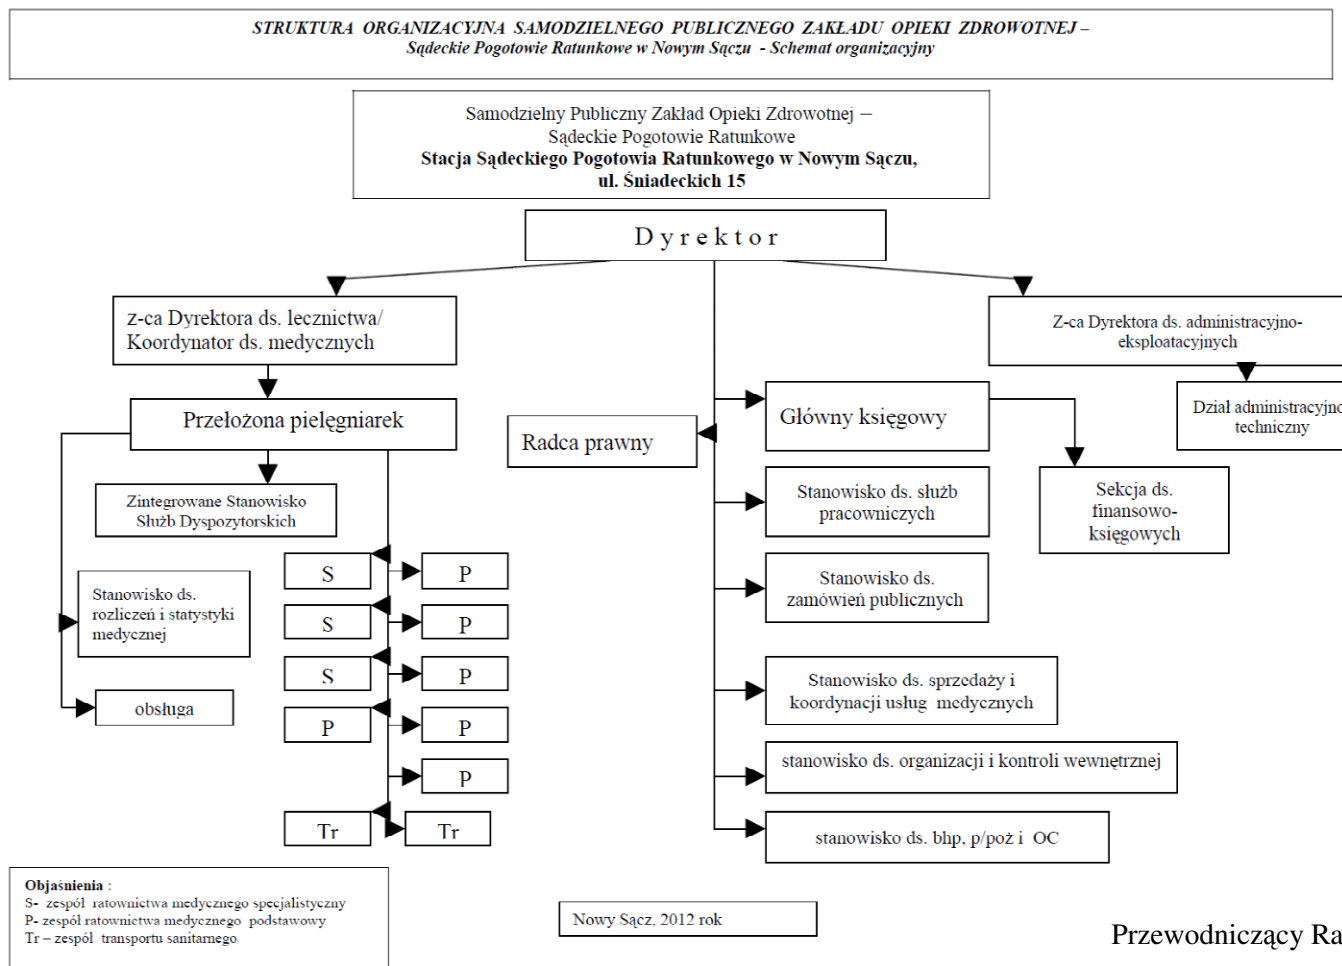 STRUKTURA ORGANIZACYJNA SAMODZIELNEGO PUBLICZNEGO ZAKŁADU OPIEKI ZDROWOTNEJ –
Sądeckie Pogotowie Ratunkowe w Nowym Sączu - Schemat organizacyjny
Samodzielny Publiczny Zakład Opieki Zdrowotnej –
Sądeckie Pogotowie Ratunkowe
Stacja Sądeckiego Pogotowia Ratunkowego w Nowym Sączu,
ul. Śniadeckich 15
D y r e k t o r
z-ca Dyrektora ds. lecznictwa/
Koordynator ds. medycznych
Z-ca Dyrektora ds. administracyjno-
eksploatacyjnych
Przełożona pielęgniarek
Radca prawny
Główny księgowy
Dział administracyjno
techniczny
Zintegrowane Stanowisko
Służb Dyspozytorskich
Stanowisko ds. służb
pracowniczych
Sekcja ds.
finansowo-
księgowych
S
P
Stanowisko ds.
rozliczeń i statystyki
medycznej
S
P
Stanowisko ds.
zamówień publicznych
S
P
Stanowisko ds. sprzedaży i
koordynacji usług medycznych
obsługa
P
P
P
stanowisko ds. organizacji i kontroli wewnętrznej
Tr
Tr
stanowisko ds. bhp, p/poż i OC
Objaśnienia :
S- zespół ratownictwa medycznego specjalistyczny
P- zespół ratownictwa medycznego podstawowy
Tr – zespół transportu sanitarnego
Nowy Sącz, 2012 rok
Przewodniczący Ra